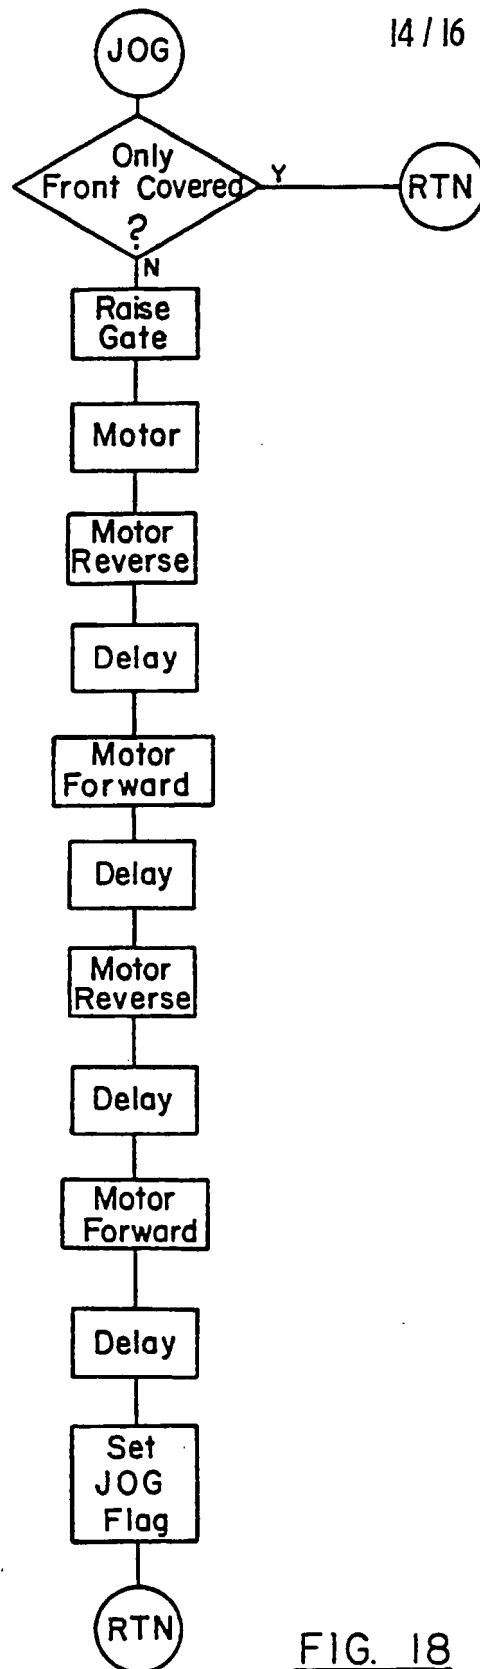 14/16
JOG
Only
Front Covered
?
Y
RTN
N
Raise
Gate
Motor
Motor
Reverse
Delay
Motor
Forward
Delay
Motor
Reverse
Delay
Motor
Forward
Delay
Set
JOG
Flag
RTN
FIG. 18